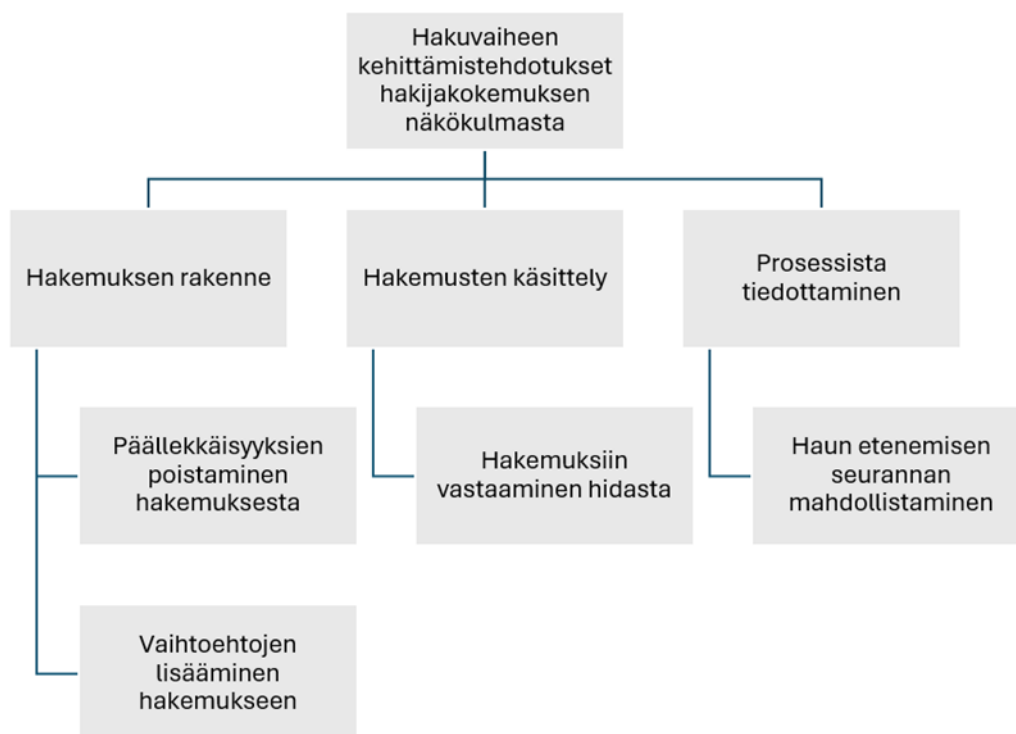 Hakuvaiheen
kehittämistehdotukset
hakijakokemuksen
näkökulmasta
Hakemuksen rakenne
Hakemusten käsittely
Prosessista
tiedottaminen
Päällekkäisyyksien
poistaminen
hakemuksesta
Hakemuksiin
vastaaminen hidasta
Haun etenemisen
seurannan
mahdollistaminen
Vaihtoehtojen
lisääminen
hakemukseen